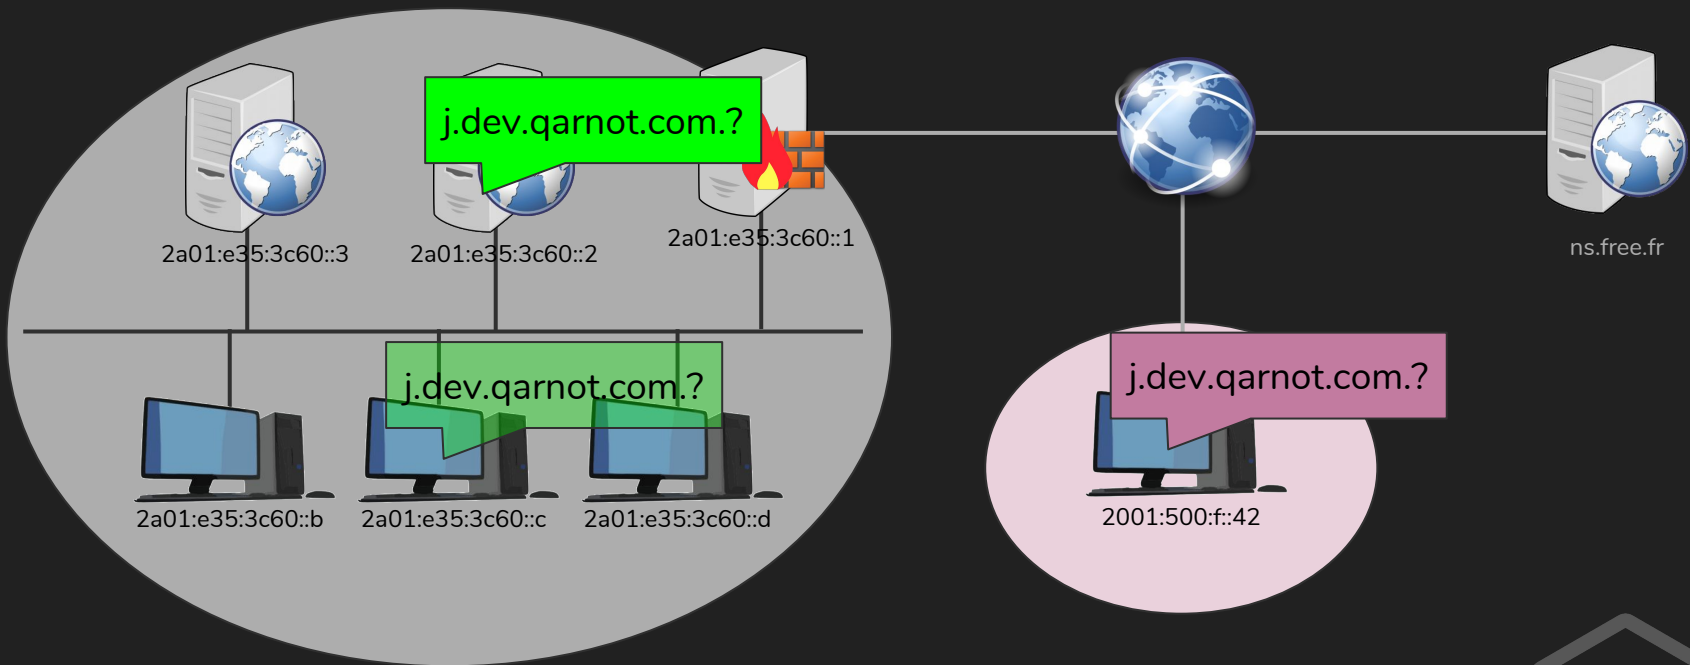 j.dev.qarnot.com.?
2a01:e35:3c60::3
2a01:e35:3c60::2
2a01:e35:3c60::1
ns.free.fr
j.dev.qarnot.com.?
j.dev.qarnot.com.?
2a01:e35:3c60::b
2a01:e35:3c60::c
2a01:e35:3c60::d
2001:500:f::42